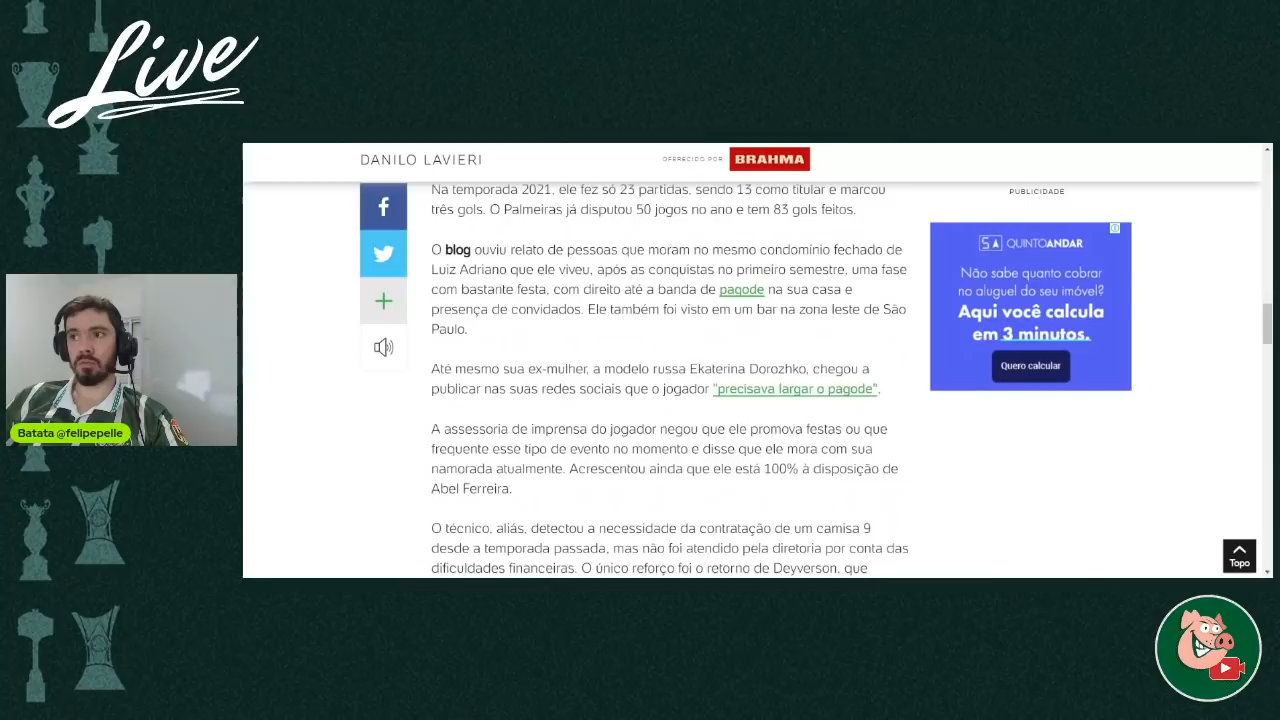 Live
DANILO LAVIERI
OFERECIDO POR
BRAHMA
Na temporada 2021, ele fez só 23 partidas, sendo 13 como titular e marcou
três gols. O Palmeiras já disputou 50 jogos no ano e tem 83 gols feitos.
O blog ouviu relato de pessoas que moram no mesmo condomínio fechado de
Luiz Adriano que ele viveu, após as conquistas no primeiro semestre, uma fase
com bastante festa, com direito até a banda de pagode na sua casa e
presença de convidados. Ele também foi visto em um bar na zona leste de São
Paulo.
Até mesmo sua ex-mulher, a modelo russa Ekaterina Dorozhko, chegou a
publicar nas suas redes sociais que o jogador "precisava largar o pagode".
A assessoria de imprensa do jogador negou que ele promova festas ou que
frequente esse tipo de evento no momento e disse que ele mora com sua
namorada atualmente. Acrescentou ainda que ele está 100% à disposição de
Abel Ferreira.
O técnico, aliás, detectou a necessidade da contratação de um camisa 9
desde a temporada passada, mas não foi atendido pela diretoria por conta das
dificuldades financeiras. O único reforço foi o retorno de Deyverson, que
PUBLICIDADE
QUINTOANDAR
Não sabe quanto cobrar
no aluguel do seu imóvel?
Aqui você calcula
em 3 minutos.
Quero calcular
Topo
Batata @felipepelle